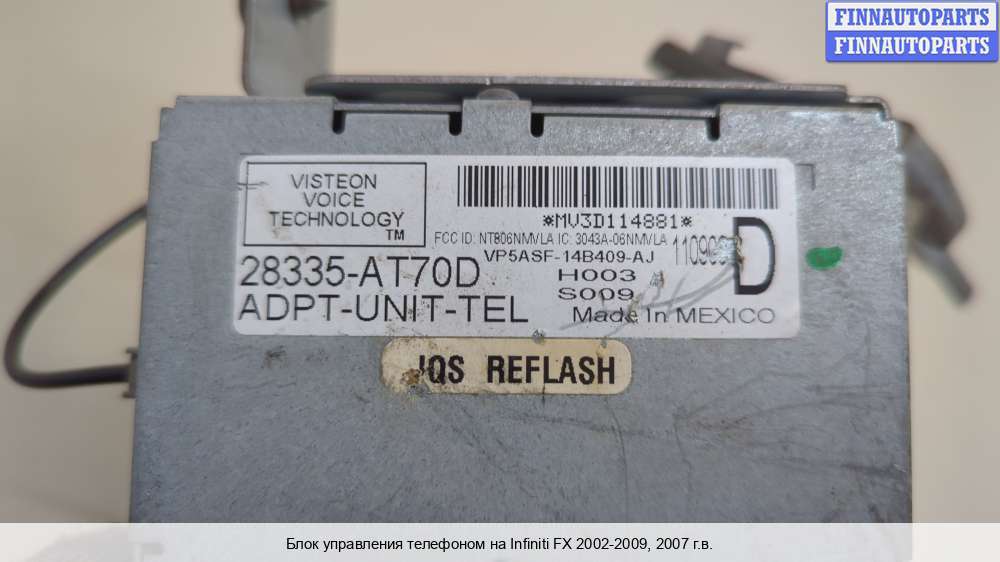 FINNAUTOPARTS
FINNAUTOPARTS
VISTEON
VOICE
TECHNOLOGY
TM
*MV3D114881*
FCC ID: NT806NMVLA IC: 3043A-06NMVLA
VP5ASF-14B409-AJ
D
28335-AT70D
H003
ADPT-UNIT-TEL
S009
Made In MEXICO
REFLASH
Блок управления телефоном на Infiniti FX 2002-2009, 2007 г.в.